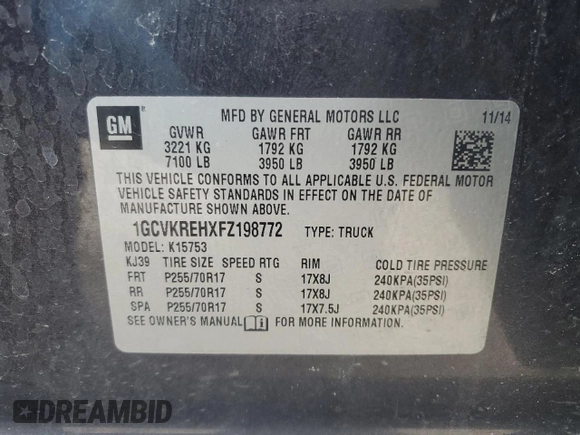 GM
MFD BY GENERAL MOTORS LLC 11/14
GVWR GAWR FRT GAWR RR
3221 KG 1792 KG 1792 KG
7100 LB 3950 LB 3950 LB
THIS VEHICLE CONFORMS TO ALL APPLICABLE U.S. FEDERAL MOTOR
VEHICLE SAFETY STANDARDS IN EFFECT ON THE DATE OF
MANUFACTURE SHOWN ABOVE.
1GCVKREHXFZ198772 TYPE: TRUCK
MODEL: K15753
KJ39 TIRE SIZE SPEED RTG RIM COLD TIRE PRESSURE
FRT P255/70R17 S 17X8J 240KPA(35PSI)
RR P255/70R17 S 17X8J 240KPA(35PSI)
SPA P255/70R17 S 17X7.5J 240KPA(35PSI)
SEE OWNER'S MANUAL FOR MORE INFORMATION.
DREAMBID